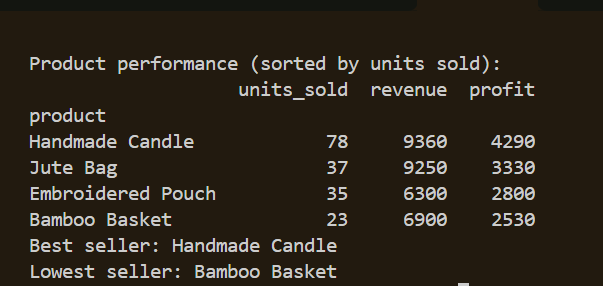 Product performance (sorted by units sold):
units_sold revenue profit
product
Handmade Candle 78 9360 4290
Jute Bag 37 9250 3330
Embroidered Pouch 35 6300 2800
Bamboo Basket 23 6900 2530
Best seller: Handmade Candle
Lowest seller: Bamboo Basket